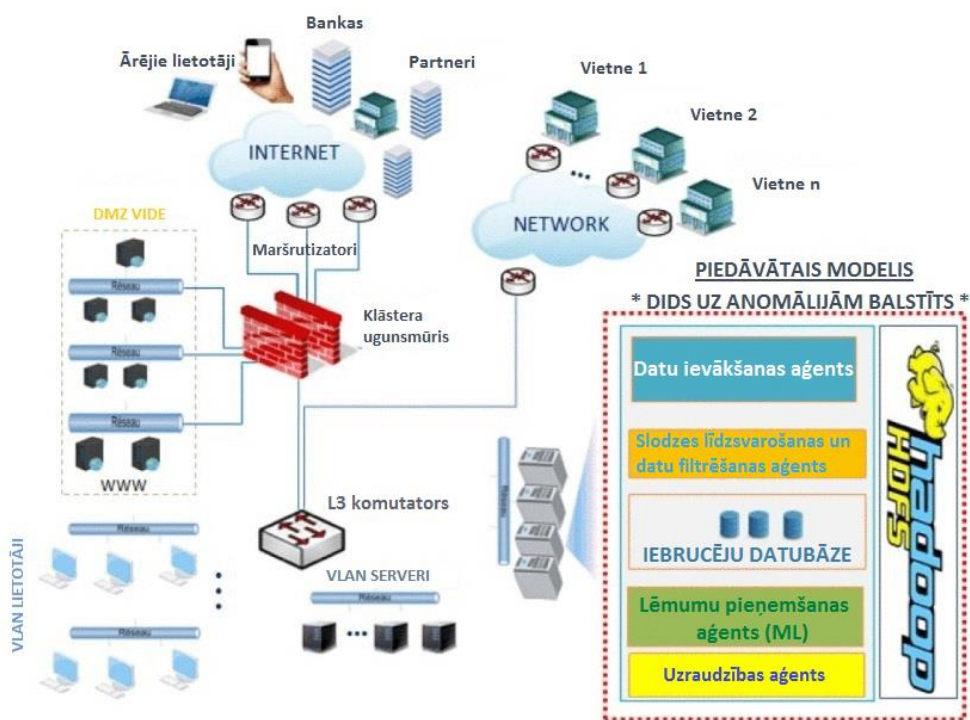 Bankas
Ārējie lietotāji
Partneri
Vietne 1
Vietne 2
Vietne n
INTERNET
NETWORK
DMZ VIDE
Maršrutizatori
Réseau
Réseau
Réseau
WWW
Klāstera
ugunsmūris
L3 komutators
PIEDĀVĀTAIS MODELIS
* DIDS UZ ANOMĀLIJĀM BALSTĪTS *
Datu ievākšanas aģents
Slodzes līdzsvarošanas un
datu filtrēšanas aģents
IEBRUCĒJU DATUBĀZE
Lēmumu pieņemšanas
aģents (ML)
Uzraudzības aģents
hadoop
HDFS
Réseau
VLAN LIETOTĀJI
Réseau
Réseau
VLAN SERVERI
Réseau